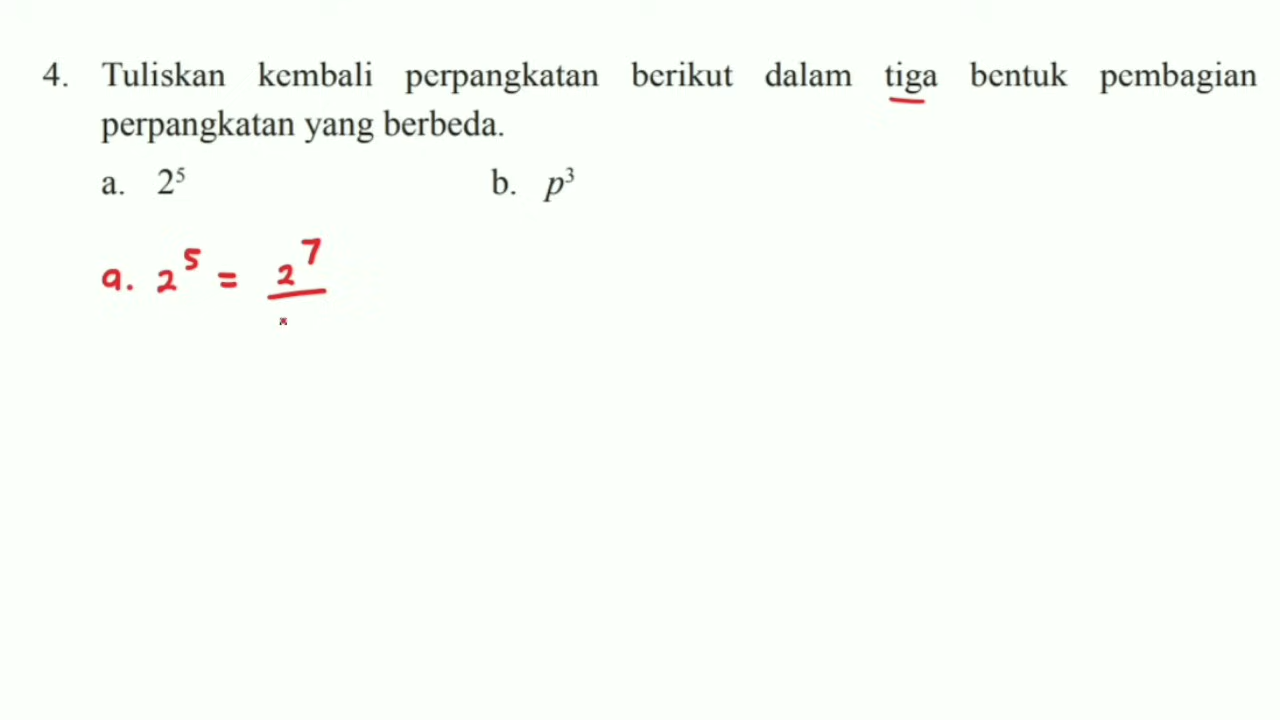 4. Tuliskan kembali perpangkatan berikut dalam tiga bentuk pembagian
perpangkatan yang berbeda.
a. 2⁵ b. p³
a. 2⁵ = 2⁷